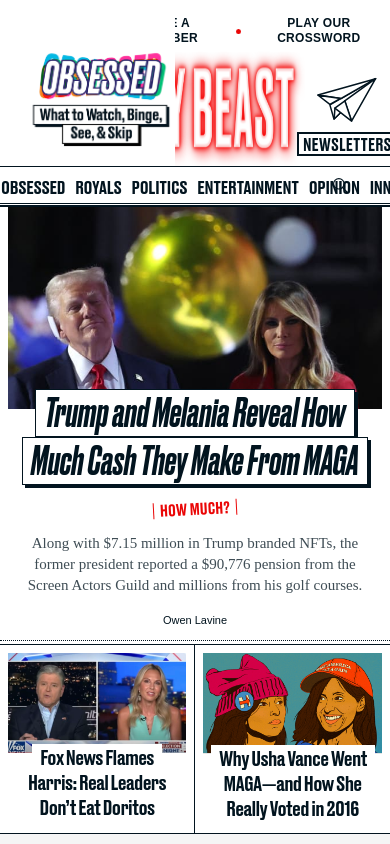 E A
BER
PLAY OUR
CROSSWORD
OBSESSED
What to Watch, Binge,
See, & Skip
Y BEAST
NEWSLETTERS
OBSESSED ROYALS POLITICS ENTERTAINMENT OPINION INN
Trump and Melania Reveal How
Much Cash They Make From MAGA
HOW MUCH?
Along with $7.15 million in Trump branded NFTs, the
former president reported a $90,776 pension from the
Screen Actors Guild and millions from his golf courses.
Owen Lavine
FOX
Fox News Flames
Harris: Real Leaders
Don't Eat Doritos
Why Usha Vance Went
MAGA—and How She
Really Voted in 2016